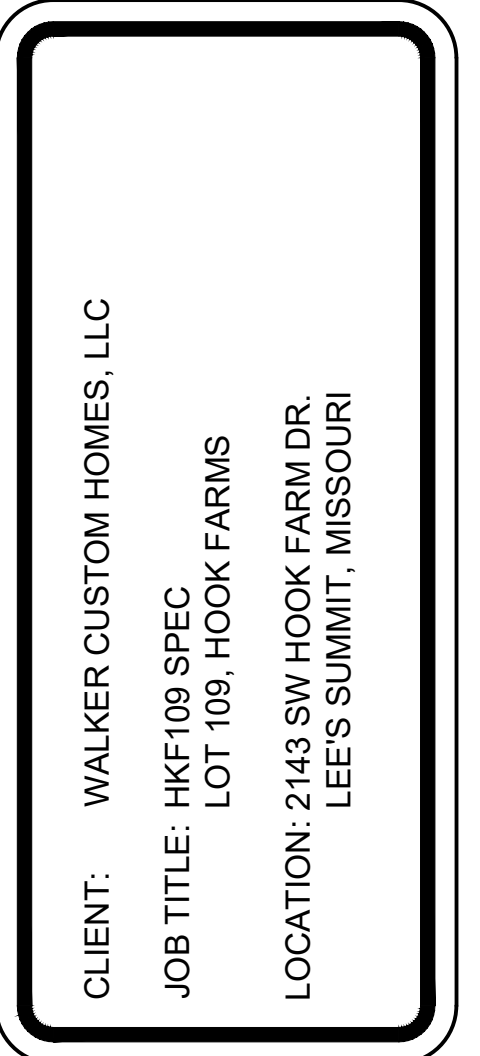 CLIENT: WALKER CUSTOM HOMES, LLC
JOB TITLE: HKF109 SPEC
LOT 109, HOOK FARMS
LOCATION: 2143 SW HOOK FARM DR.
LEE'S SUMMIT, MISSOURI